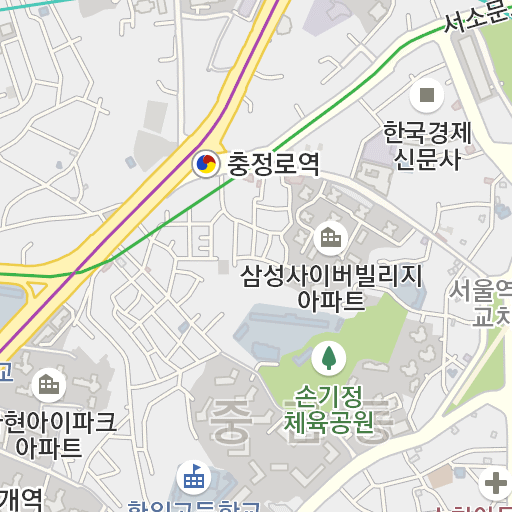 서소문
한국경제
신문사
충정로역
삼성사이버빌리지
아파트
서울역
교차
손기정
체육공원
교
현아이파크
아파트
중
개역